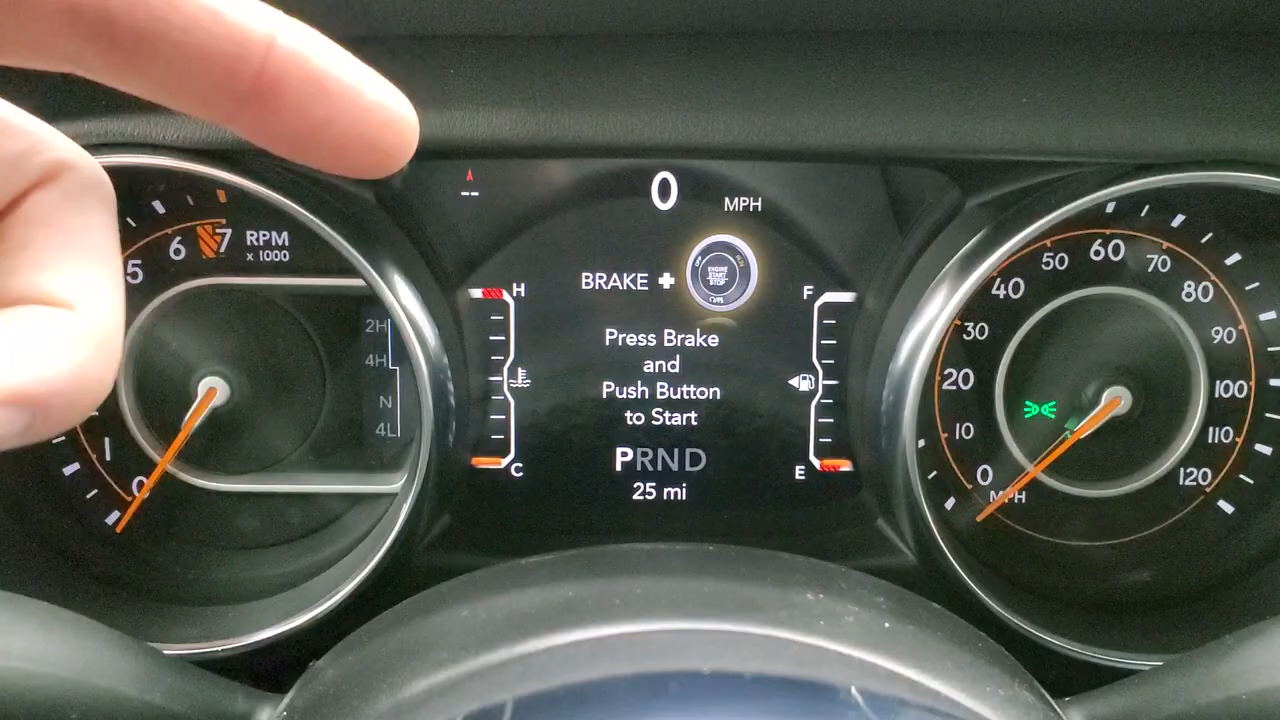 0
MPH
BRAKE +
ENGINE
START
STOP
H
F
Press Brake
and
Push Button
to Start
PRND
25 mi
C
E
5
6
7
RPM
x 1000
2H
4H
N
4L
1
0
0
10
20
30
40
50
60
70
80
90
100
110
120
MPH